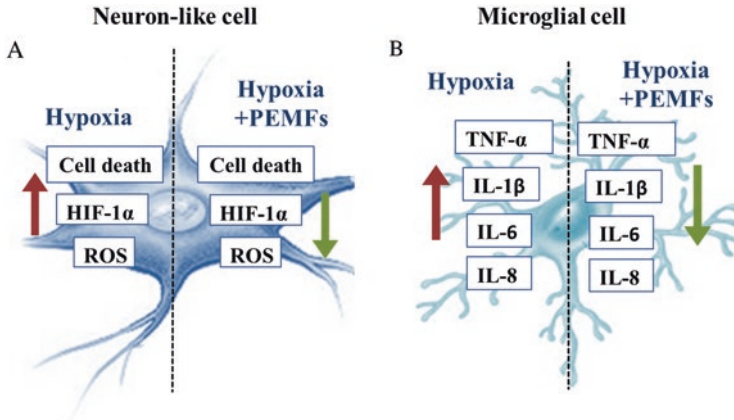 Neuron-like cell
A
Hypoxia
Hypoxia
+PEMFs
Cell death
Cell death
HIF-1α
HIF-1α
ROS
ROS
Microglial cell
B
Hypoxia
Hypoxia
+PEMFs
TNF-α
TNF-α
IL-1β
IL-1β
IL-6
IL-6
IL-8
IL-8